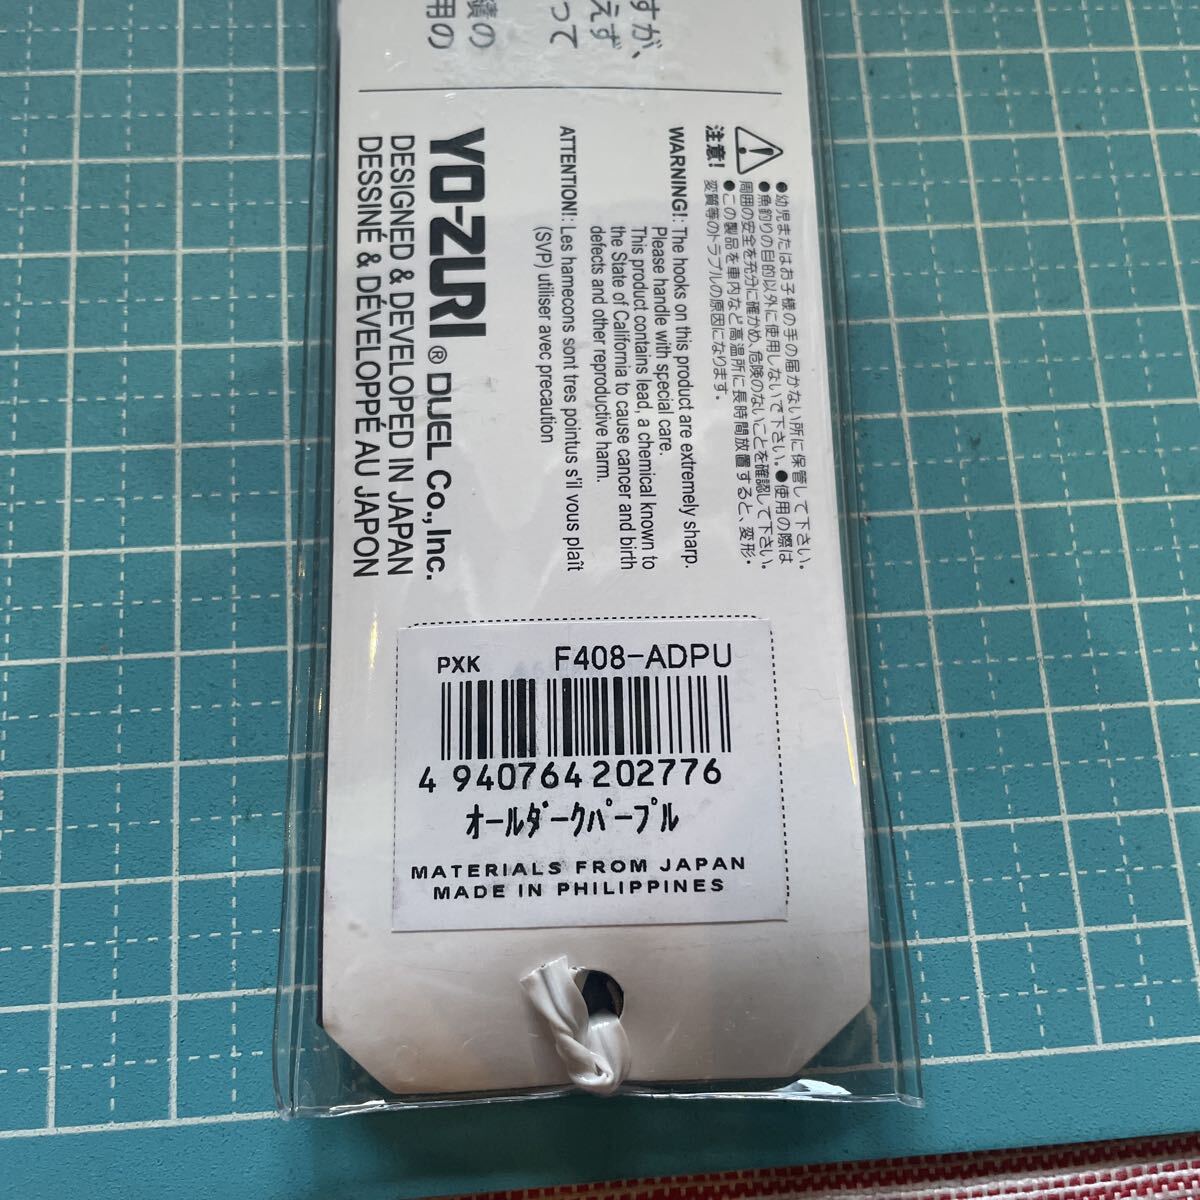 すが、
えず
って
績の
用の
注意!
●幼児またはお子様の手の届かない所に保管して下さい。
●魚釣りの目的以外に使用しないで下さい。●使用の際は
周囲の安全を充分に確かめ、危険のないことを確認して下さい。
●この製品を車内など高温所に長時間放置すると、変形・
変質等のトラブルの原因になります。
WARNING!: The hooks on this product are extremely sharp.
Please handle with special care.
This product contains lead, a chemical known to
the State of California to cause cancer and birth
defects and other reproductive harm.
ATTENTION!: Les hamecons sont tres pointus s'il vous plaît
(SVP) utiliser avec precaution
YO-ZURI® DUEL Co.,Inc.
DESIGNED & DEVELOPED IN JAPAN
DESSINÉ & DÉVELOPPÉ AU JAPON
PXK F408-ADPU
4 940764 202776
オールダークパープル
MATERIALS FROM JAPAN
MADE IN PHILIPPINES